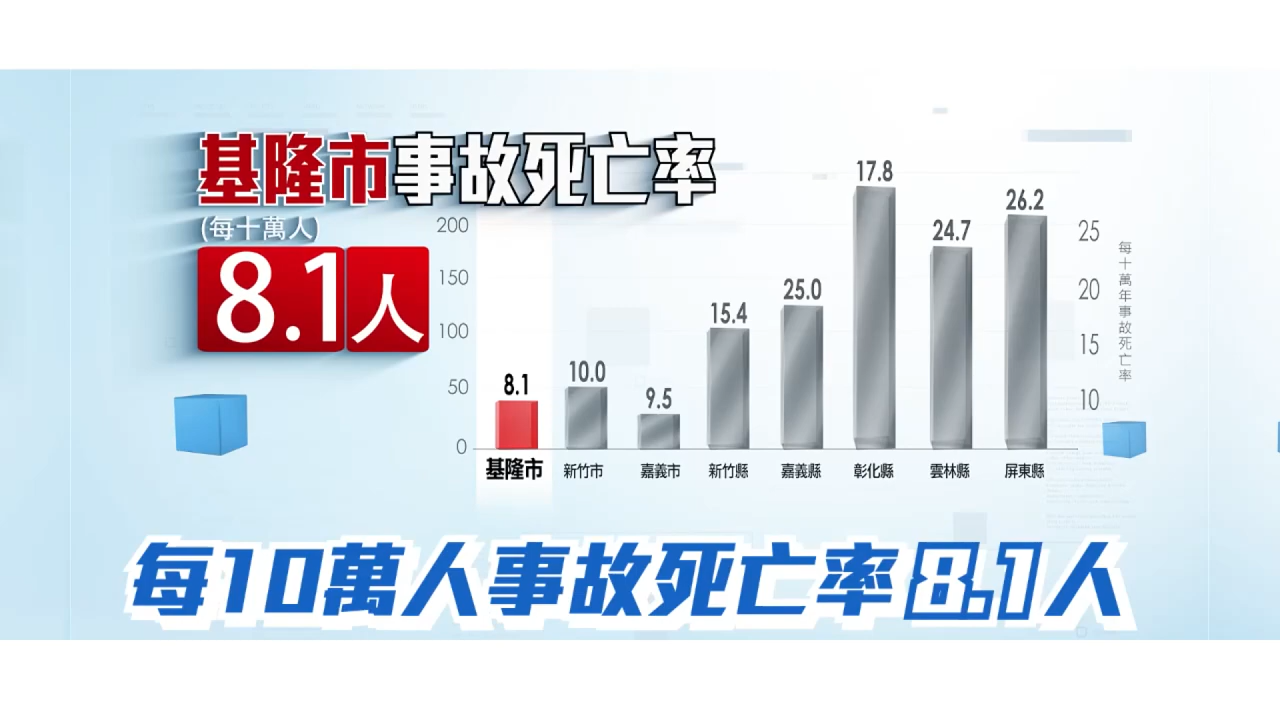 基隆市事故死亡率
(每十萬人)
8.1人
200
150
100
50
0
8.1
10.0
9.5
15.4
25.0
17.8
24.7
26.2
基隆市
新竹市
嘉義市
新竹縣
嘉義縣
彰化縣
雲林縣
屏東縣
25
20
15
10
每十萬年事故死亡率
每10萬人事故死亡率8.1人